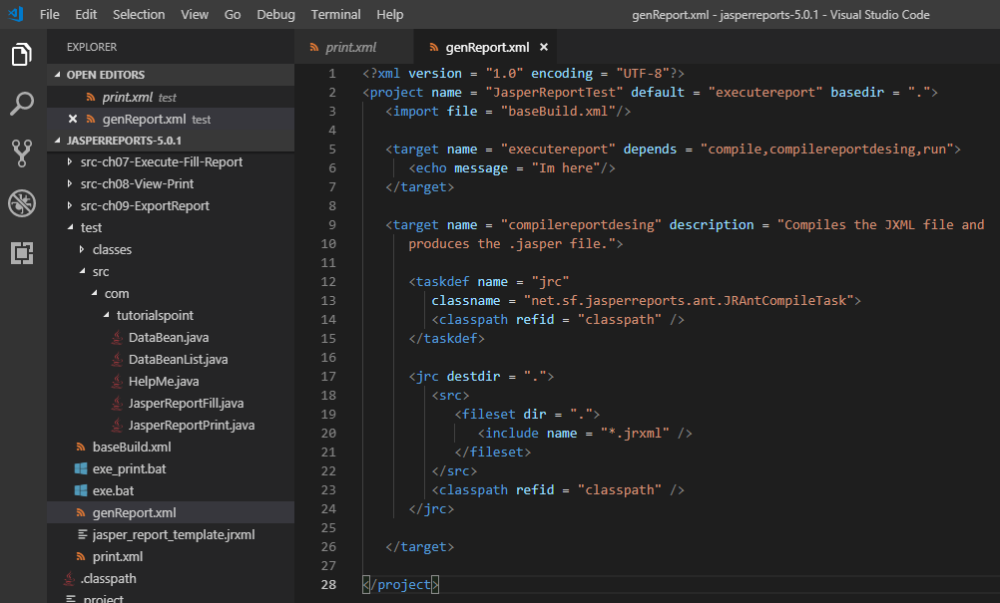 File Edit Selection View Go Debug Terminal Help
genReport.xml - jasperreports-5.0.1 - Visual Studio Code
EXPLORER
OPEN EDITORS
print.xml test
genReport.xml test
JASPERREPORTS-5.0.1
src-ch07-Execute-Fill-Report
src-ch08-View-Print
src-ch09-ExportReport
test
classes
src
com
tutorialspoint
DataBean.java
DataBeanList.java
HelpMe.java
JasperReportFill.java
JasperReportPrint.java
baseBuild.xml
exe_print.bat
exe.bat
genReport.xml
jasper_report_template.jrxml
print.xml
.classpath
.project
print.xml
genReport.xml
1 <?xml version = "1.0" encoding = "UTF-8"?>
2 <project name = "JasperReportTest" default = "executereport" basedir = ".">
3 <import file = "baseBuild.xml"/>
4
5 <target name = "executereport" depends = "compile,compilereportdesing,run">
6 <echo message = "Im here"/>
7 </target>
8
9 <target name = "compilereportdesing" description = "Compiles the JXML file and
10 produces the .jasper file.">
11
12 <taskdef name = "jrc"
13 classname = "net.sf.jasperreports.ant.JRAntCompileTask">
14 <classpath refid = "classpath" />
15 </taskdef>
16
17 <jrc destdir = ".">
18 <src>
19 <fileset dir = ".">
20 <include name = "*.jrxml" />
21 </fileset>
22 </src>
23 <classpath refid = "classpath" />
24 </jrc>
25
26 </target>
27
28 </project>